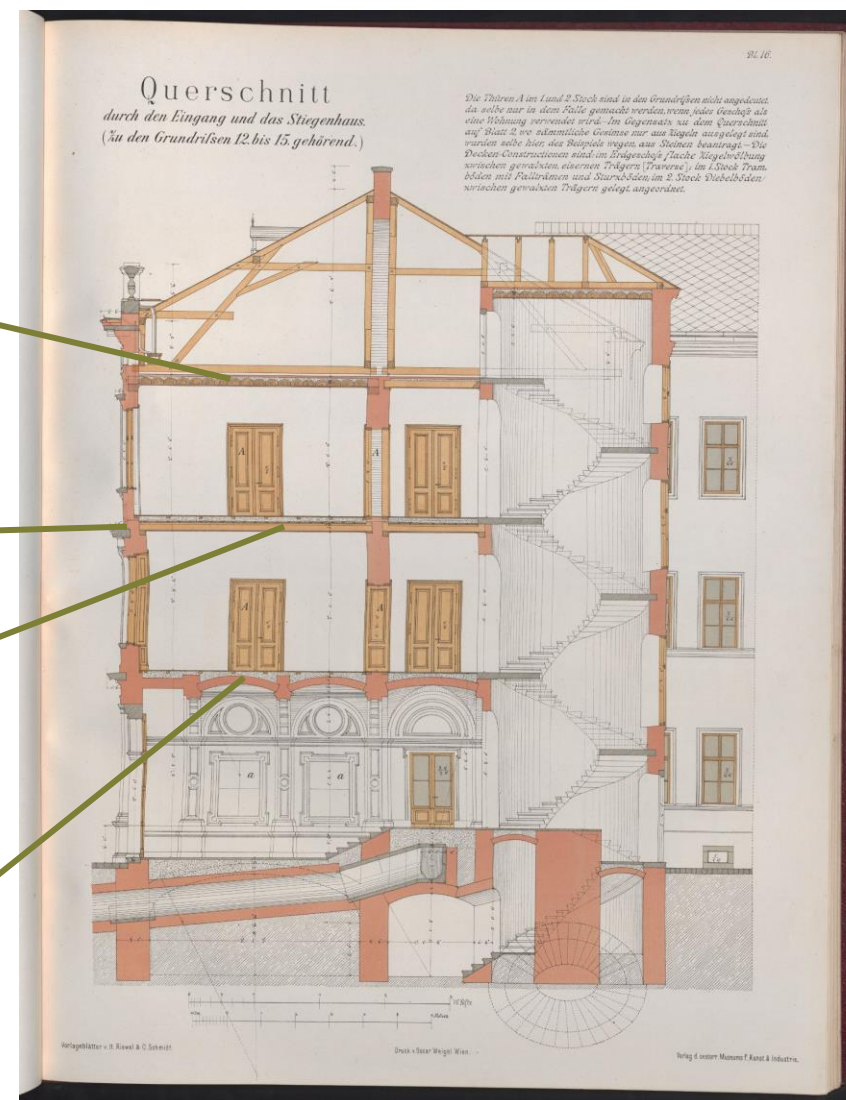 Bl. 16.
Querschnitt
durch den Eingang und das Stiegenhaus.
(Zu den Grundrißen 12. bis 15. gehörend.)
Die Thüren A im 1. und 2. Stock sind in den Grundrißen nicht angedeutet,
da selbe nur in dem Falle gemacht werden, wenn jedes Geschoß als
eine Wohnung verwendet wird. - Im Gegensatz zu dem Querschnitt
auf Blatt 2, wo sämmtliche Gesimse nur aus Ziegeln ausgelegt sind,
wurden selbe hier, des Beispiels wegen, aus Steinen beantragt. - Die
Decken-Constructionen sind: im Erdgeschoß flache Ziegelwölbung
zwischen gewalzten, eisernen Trägern (Traverse); im 1. Stock Tram,
böden mit Fallträmen und Sturzböden, im 2. Stock Diebelböden
zwischen gewalzten Trägern gelegt, angeordnet.
A
A
A
A
A
a
a
W
Vorlageblätter v. H. Riewel & C. Schmidt.
Druck v. Oscar Weigel Wien.
Verlag d. oesterr. Museums f. Kunst & Industrie.